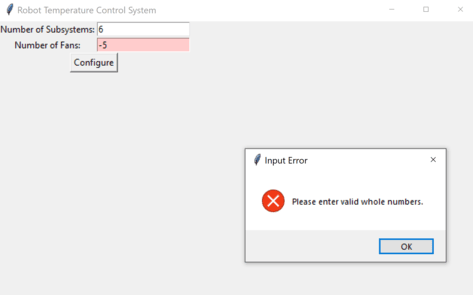 Robot Temperature Control System
Number of Subsystems: 6
Number of Fans: -5
Configure
Input Error
Please enter valid whole numbers.
OK